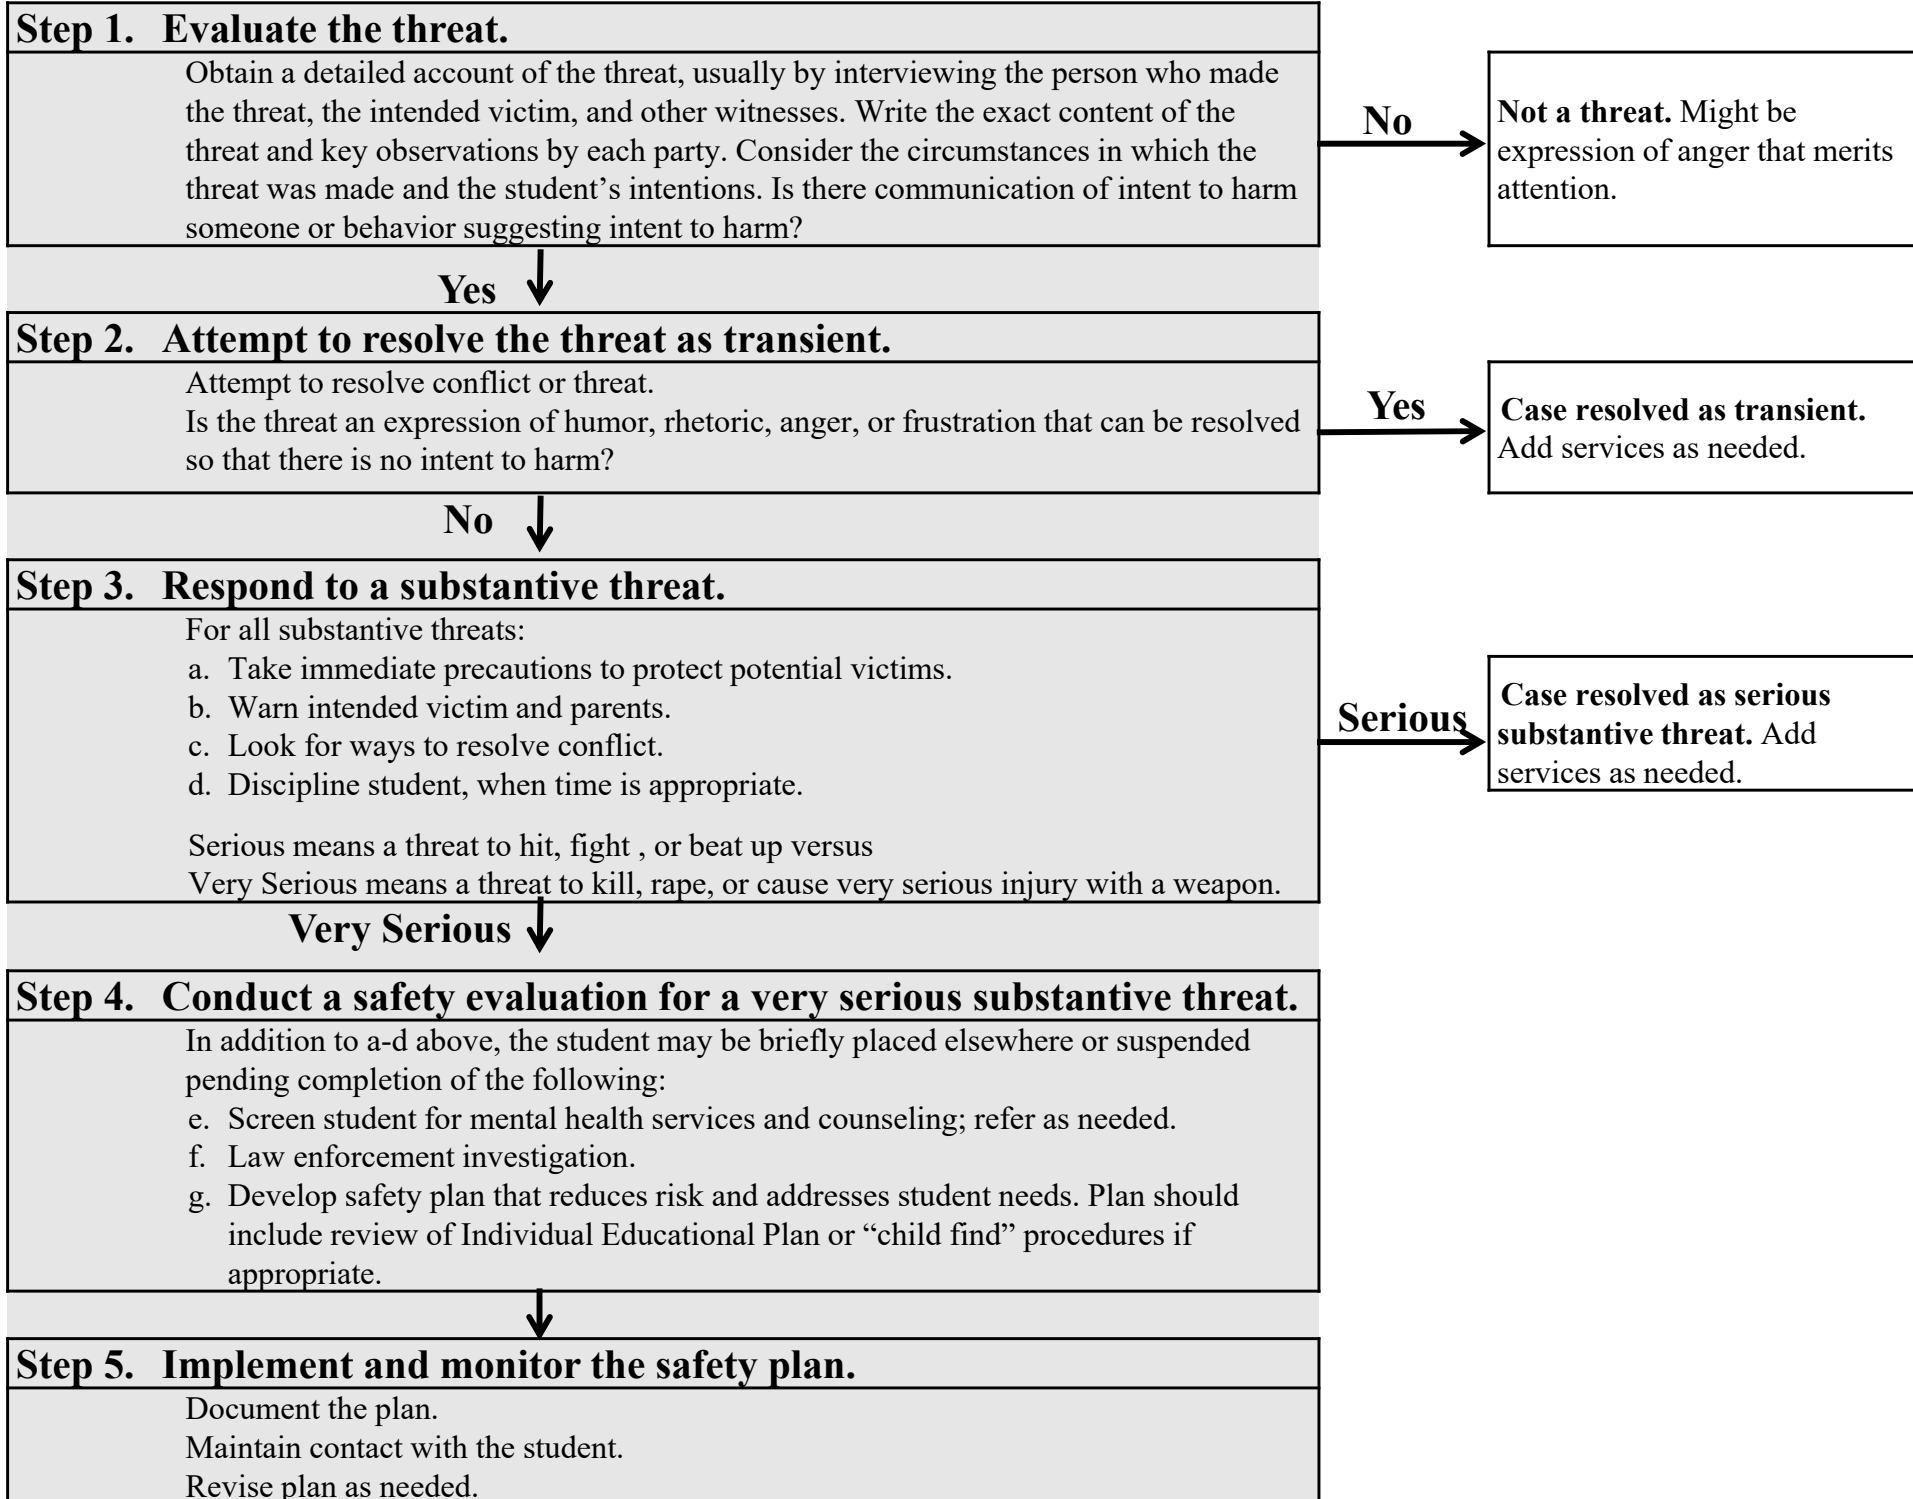 Step 1. Evaluate the threat.
Obtain a detailed account of the threat, usually by interviewing the person who made
the threat, the intended victim, and other witnesses. Write the exact content of the
threat and key observations by each party. Consider the circumstances in which the
threat was made and the student’s intentions. Is there communication of intent to harm
someone or behavior suggesting intent to harm?
No
Not a threat. Might be
expression of anger that merits
attention.
Yes
Step 2. Attempt to resolve the threat as transient.
Attempt to resolve conflict or threat.
Is the threat an expression of humor, rhetoric, anger, or frustration that can be resolved
so that there is no intent to harm?
Yes
Case resolved as transient.
Add services as needed.
No
Step 3. Respond to a substantive threat.
For all substantive threats:
a. Take immediate precautions to protect potential victims.
b. Warn intended victim and parents.
c. Look for ways to resolve conflict.
d. Discipline student, when time is appropriate.
Serious means a threat to hit, fight , or beat up versus
Very Serious means a threat to kill, rape, or cause very serious injury with a weapon.
Serious
Case resolved as serious
substantive threat. Add
services as needed.
Very Serious
Step 4. Conduct a safety evaluation for a very serious substantive threat.
In addition to a-d above, the student may be briefly placed elsewhere or suspended
pending completion of the following:
e. Screen student for mental health services and counseling; refer as needed.
f. Law enforcement investigation.
g. Develop safety plan that reduces risk and addresses student needs. Plan should
include review of Individual Educational Plan or “child find” procedures if
appropriate.
Step 5. Implement and monitor the safety plan.
Document the plan.
Maintain contact with the student.
Revise plan as needed.